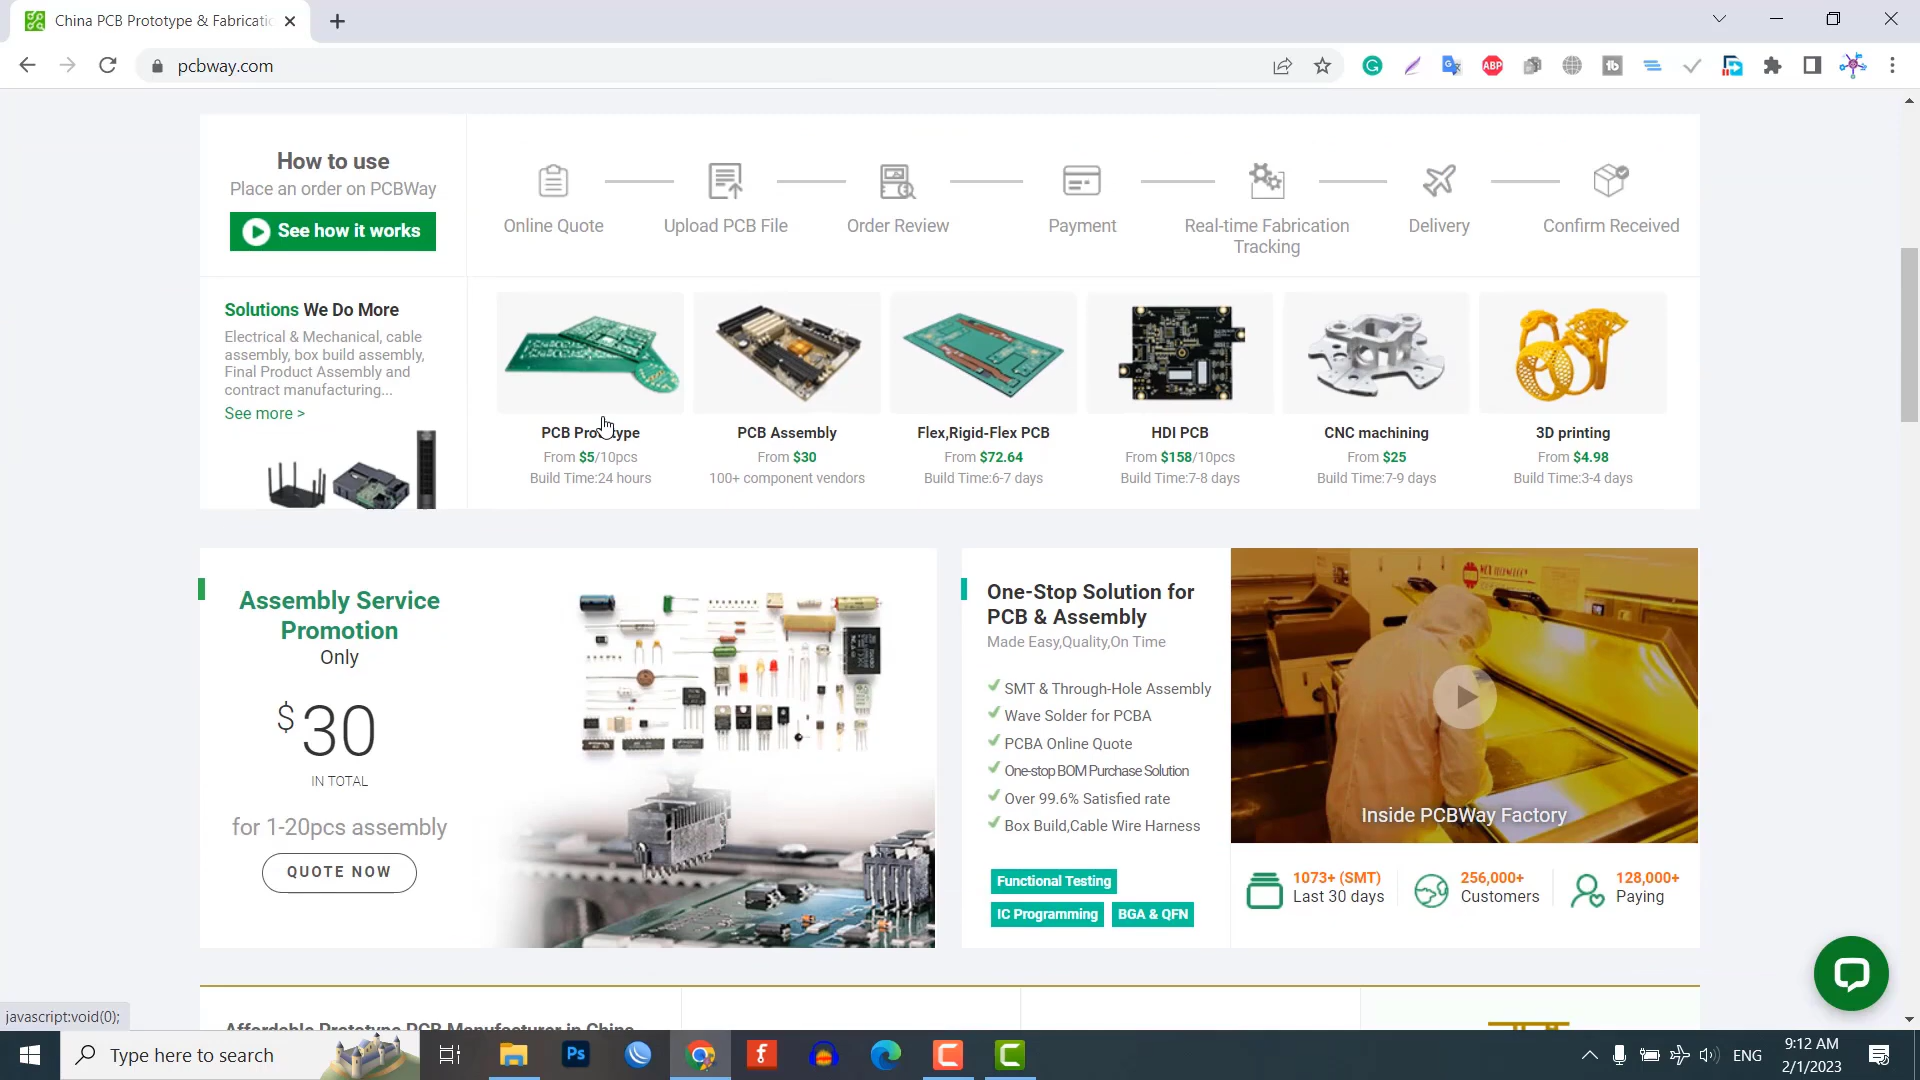 China PCB Prototype & Fabricatio
pcbway.com
ABP
How to use
Place an order on PCBWay
See how it works
Online Quote
Upload PCB File
Order Review
Payment
Real-time Fabrication
Tracking
Delivery
Confirm Received
Solutions We Do More
Electrical & Mechanical, cable
assembly, box build assembly,
Final Product Assembly and
contract manufacturing...
See more >
PCB Prototype
From $5/10pcs
Build Time:24 hours
PCB Assembly
From $30
100+ component vendors
Flex,Rigid-Flex PCB
From $72.64
Build Time:6-7 days
HDI PCB
From $158/10pcs
Build Time:7-8 days
CNC machining
From $25
Build Time:7-9 days
3D printing
From $4.98
Build Time:3-4 days
Assembly Service
Promotion
Only
$30
IN TOTAL
for 1-20pcs assembly
QUOTE NOW
One-Stop Solution for
PCB & Assembly
Made Easy,Quality,On Time
SMT & Through-Hole Assembly
Wave Solder for PCBA
PCBA Online Quote
One-stop BOM Purchase Solution
Over 99.6% Satisfied rate
Box Build,Cable Wire Harness
Functional Testing
IC Programming
BGA & QFN
Inside PCBWay Factory
1073+ (SMT)
Last 30 days
256,000+
Customers
128,000+
Paying
Affordable Prototype PCB Manufacturer in China
javascript:void(0);
Type here to search
Ps
ENG
9:12 AM
2/1/2023